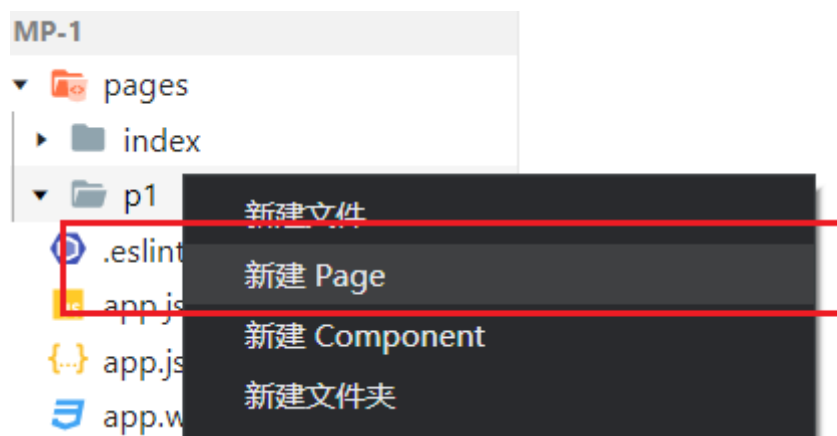 MP-1
pages
index
p1
新建文件
.eslint
新建 Page
app.js
新建 Component
app.js
新建文件夹
app.w